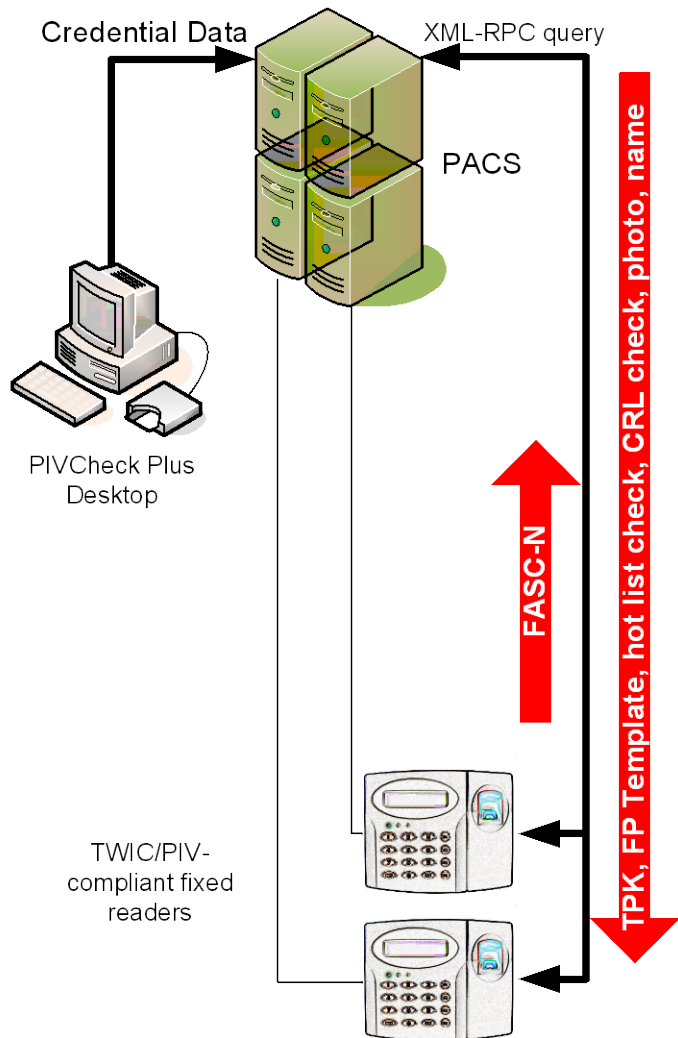 Credential Data
XML-RPC query
PACS
PIVCheck Plus
Desktop
FASC-N
TPK, FP Template, hot list check, CRL check, photo, name
TWIC/PIV-
compliant fixed
readers